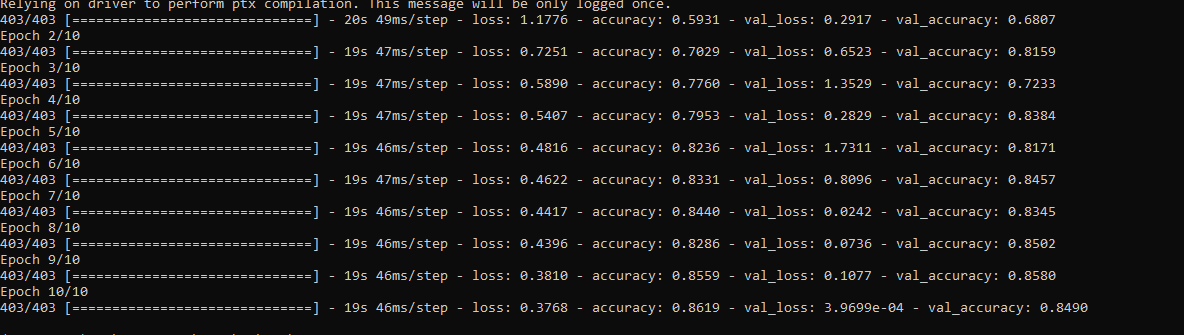 Relying on driver to perform ptx compilation. This message will be only logged once.
403/403 [==============================] - 20s 49ms/step - loss: 1.1776 - accuracy: 0.5931 - val_loss: 0.2917 - val_accuracy: 0.6807
Epoch 2/10
403/403 [==============================] - 19s 47ms/step - loss: 0.7251 - accuracy: 0.7029 - val_loss: 0.6523 - val_accuracy: 0.8159
Epoch 3/10
403/403 [==============================] - 19s 47ms/step - loss: 0.5890 - accuracy: 0.7760 - val_loss: 1.3529 - val_accuracy: 0.7233
Epoch 4/10
403/403 [==============================] - 19s 47ms/step - loss: 0.5407 - accuracy: 0.7953 - val_loss: 0.2829 - val_accuracy: 0.8384
Epoch 5/10
403/403 [==============================] - 19s 46ms/step - loss: 0.4816 - accuracy: 0.8236 - val_loss: 1.7311 - val_accuracy: 0.8171
Epoch 6/10
403/403 [==============================] - 19s 47ms/step - loss: 0.4622 - accuracy: 0.8331 - val_loss: 0.8096 - val_accuracy: 0.8457
Epoch 7/10
403/403 [==============================] - 19s 46ms/step - loss: 0.4417 - accuracy: 0.8440 - val_loss: 0.0242 - val_accuracy: 0.8345
Epoch 8/10
403/403 [==============================] - 19s 46ms/step - loss: 0.4396 - accuracy: 0.8286 - val_loss: 0.0736 - val_accuracy: 0.8502
Epoch 9/10
403/403 [==============================] - 19s 46ms/step - loss: 0.3810 - accuracy: 0.8559 - val_loss: 0.1077 - val_accuracy: 0.8580
Epoch 10/10
403/403 [==============================] - 19s 46ms/step - loss: 0.3768 - accuracy: 0.8619 - val_loss: 3.9699e-04 - val_accuracy: 0.8490